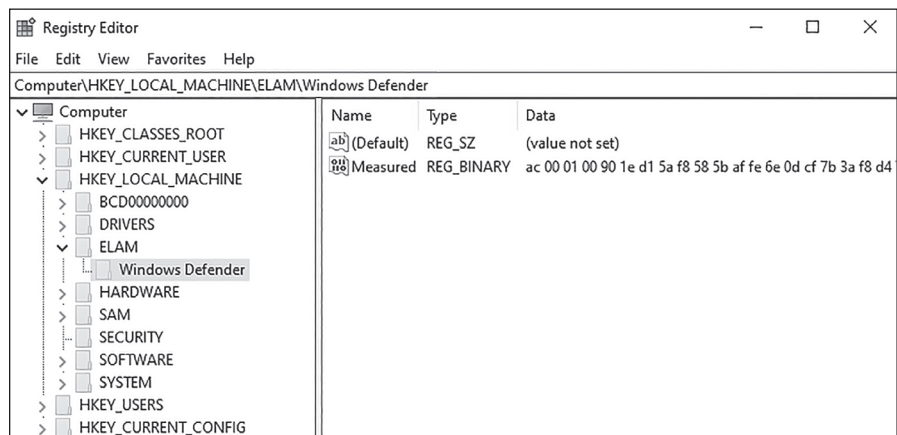 Registry Editor
File Edit View Favorites Help
Computer\HKEY_LOCAL_MACHINE\ELAM\Windows Defender
Computer
HKEY_CLASSES_ROOT
HKEY_CURRENT_USER
HKEY_LOCAL_MACHINE
BCD00000000
DRIVERS
ELAM
Windows Defender
HARDWARE
SAM
SECURITY
SOFTWARE
SYSTEM
HKEY_USERS
HKEY_CURRENT_CONFIG
Name Type Data
(Default) REG_SZ (value not set)
Measured REG_BINARY ac 00 01 00 90 1e d1 5a f8 58 5b af fe 6e 0d cf 7b 3a f8 d4